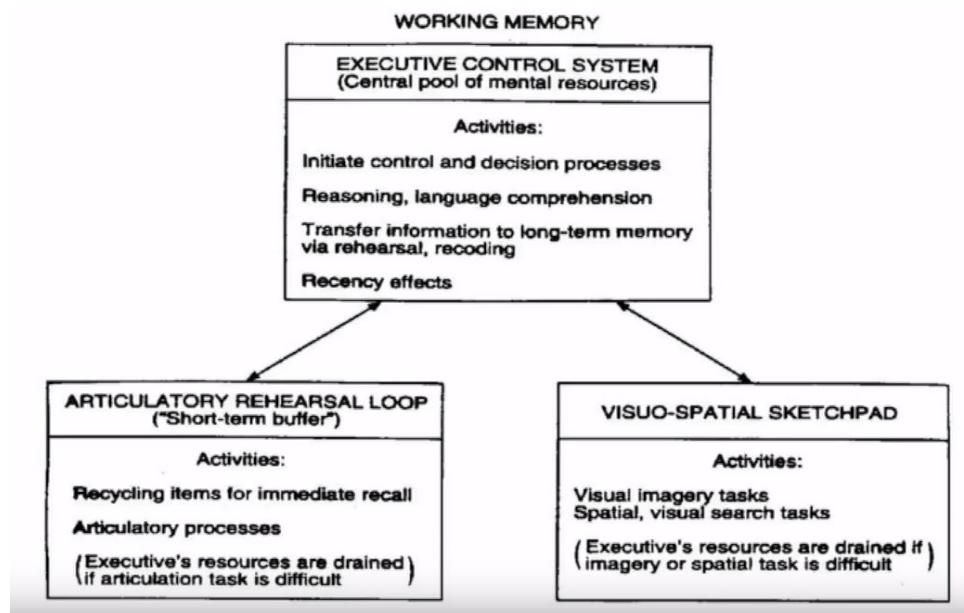 WORKING MEMORY
EXECUTIVE CONTROL SYSTEM
(Central pool of mental resources)
Activities:
Initiate control and decision processes
Reasoning, language comprehension
Transfer information to long-term memory
via rehearsal, recoding
Recency effects
ARTICULATORY REHEARSAL LOOP
("Short-term buffer")
Activities:
Recycling items for immediate recall
Articulatory processes
(Executive's resources are drained
if articulation task is difficult)
VISUO-SPATIAL SKETCHPAD
Activities:
Visual imagery tasks
Spatial, visual search tasks
(Executive's resources are drained if
imagery or spatial task is difficult)